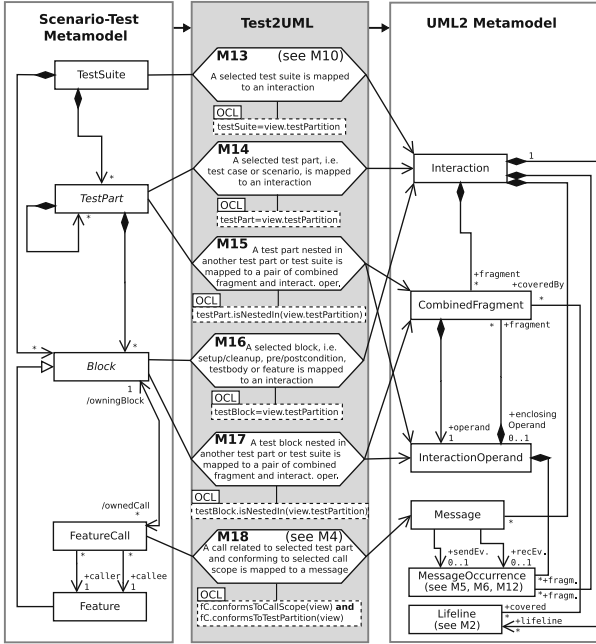 Scenario-Test
Metamodel
TestSuite
*
TestPart
*
*
*
Block
1
/owningBlock
*
/ownedCall
FeatureCall
*
*
+caller
+callee
1
1
Feature
Test2UML
M13 (see M10)
A selected test suite is mapped
to an interaction
OCL
testSuite=view.testPartition
M14
A selected test part, i.e.
test case or scenario, is mapped
to an interaction
OCL
testPart=view.testPartition
M15 A test part nested in
another test part or test suite is
mapped to a pair of combined
fragment and interact. oper.
OCL
testPart.isNestedIn(view.testPartition)
M16
A selected block, i.e.
setup/cleanup, pre/postcondition,
testbody or feature is mapped
to an interaction
OCL
testBlock=view.testPartition
M17 A test block nested in
another test part or test suite is
mapped to a pair of combined
fragment and interact. oper.
OCL
testBlock.isNestedIn(view.testPartition)
M18 (see M4)
A call related to selected test part
and conforming to selected call
scope is mapped to a message
OCL
fC.conformsToCallScope(view) and
fC.conformsToTestPartition(view)
UML2 Metamodel
Interaction
1
+fragment
*
+coveredBy
*
CombinedFragment
*
+fragment
+operand
1
+enclosing
Operand
0..1
InteractionOperand
Message
*
+sendEv.
0..1
+recEv.
0..1
MessageOccurrence
(see M5, M6, M12)
*+fragm.
*+fragm.
Lifeline
(see M2)
+covered
*
+lifeline
*